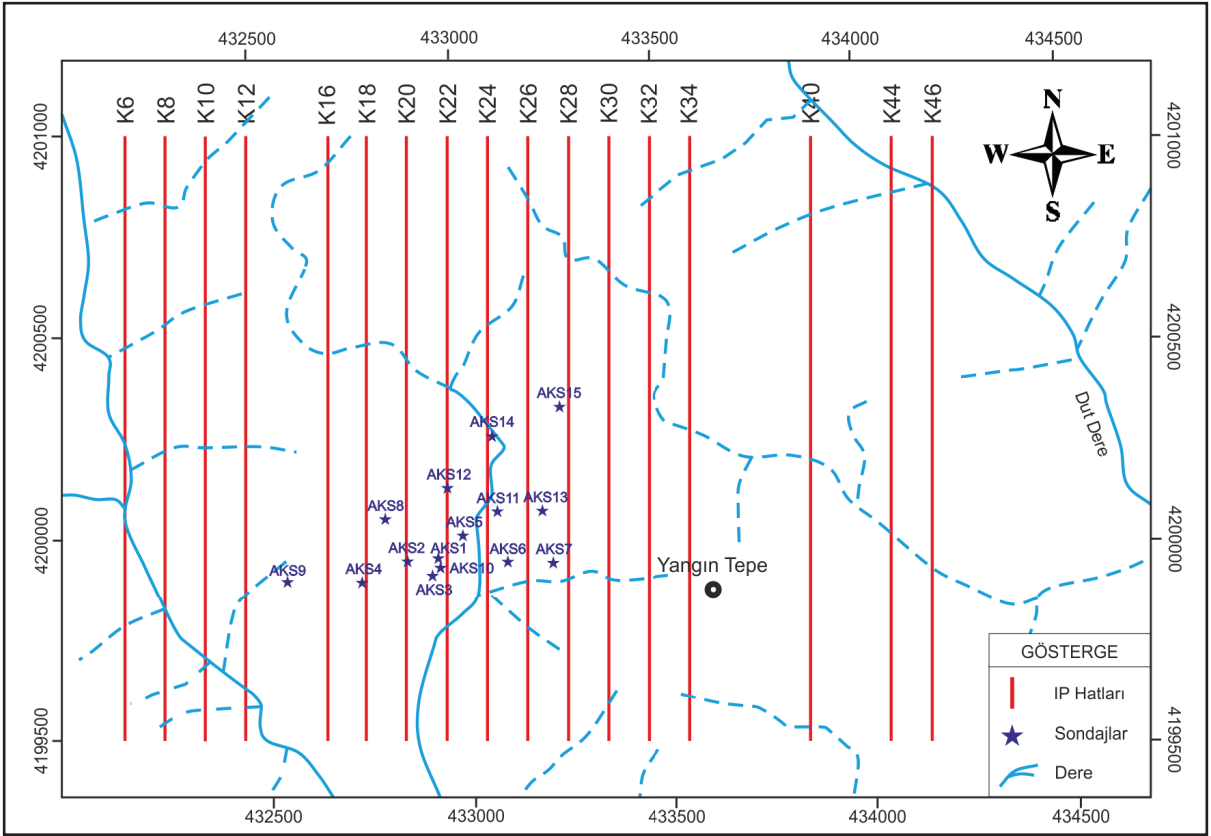 432500 433000 433500 434000 434500
K6 K8 K10 K12 K16 K18 K20 K22 K24 K26 K28 K30 K32 K34 K40 K44 K46
4201000
4201000
N
W E
S
4200500
4200500
AKS15
AKS14
Dut Dere
AKS12
AKS8
AKS11 AKS13
AKS5
4200000
4200000
AKS2 AKS1 AKS6 AKS7
AKS9 AKS4 AKS10
AKS3
Yangın Tepe
GÖSTERGE
IP Hatları
Sondajlar
Dere
4199500
4199500
432500 433000 433500 434000 434500